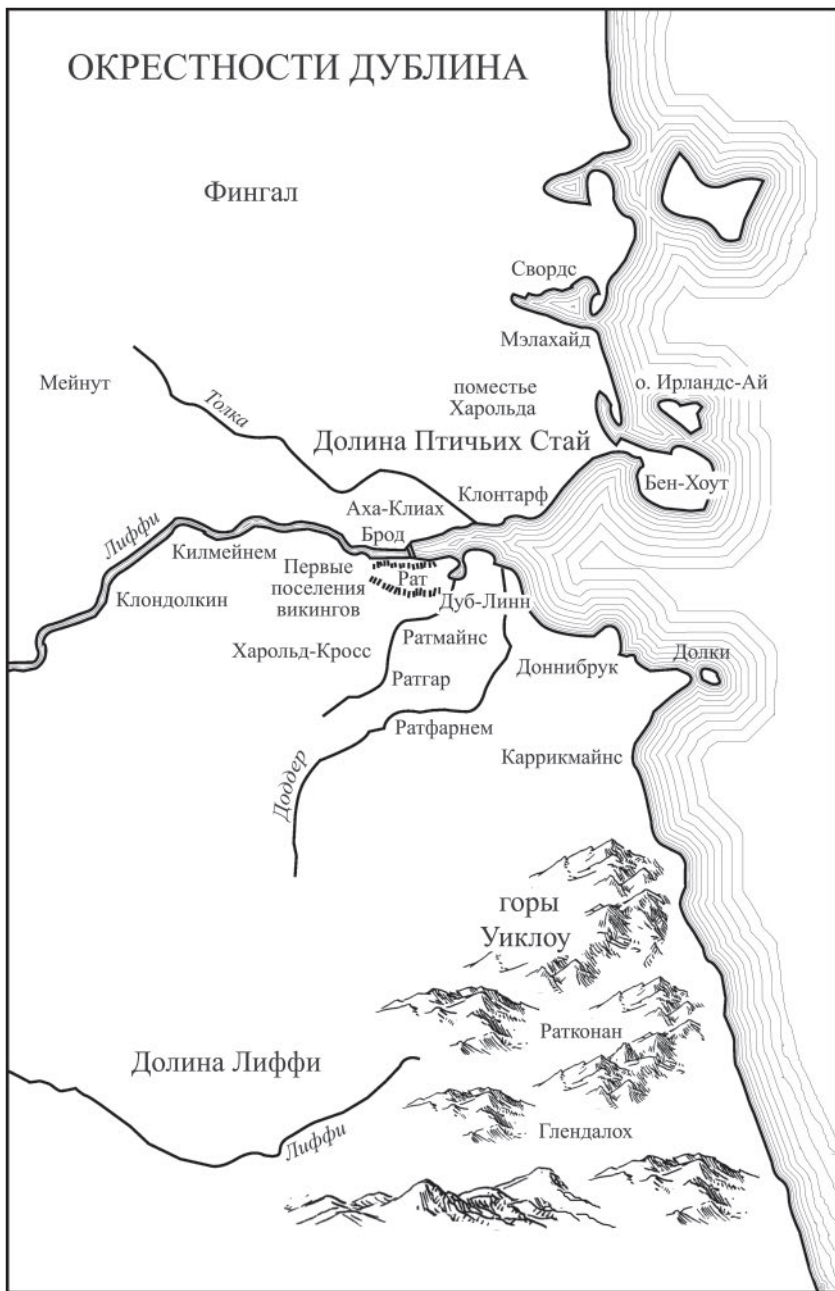 ОКРЕСТНОСТИ ДУБЛИНА
Фингал
Свордс
Мэлахайд
Мейнут
Толка
поместье
Харольда
о. Ирландс-Ай
Долина Птичьих Стай
Бен-Хоут
Клонтарф
Аха-Клиах
Брод
Лиффи
Килмейнем
Клондолкин
Первые
поселения
викингов
Рат
Дуб-Линн
Харольд-Кросс
Ратмайнс
Ратгар
Доннибрук
Долки
Ратфарнем
Доддер
Каррикмайнс
горы
Уиклоу
Ратконан
Долина Лиффи
Лиффи
Глендалох